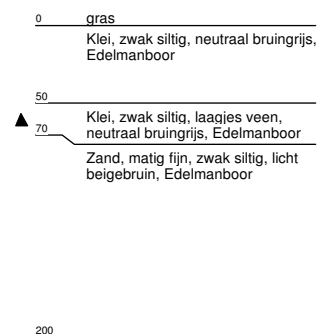 0 gras
Klei, zwak siltig, neutraal bruingrijs,
Edelmanboor
50
Klei, zwak siltig, laagjes veen,
70 neutraal bruingrijs, Edelmanboor
Zand, matig fijn, zwak siltig, licht
beigebruin, Edelmanboor
200